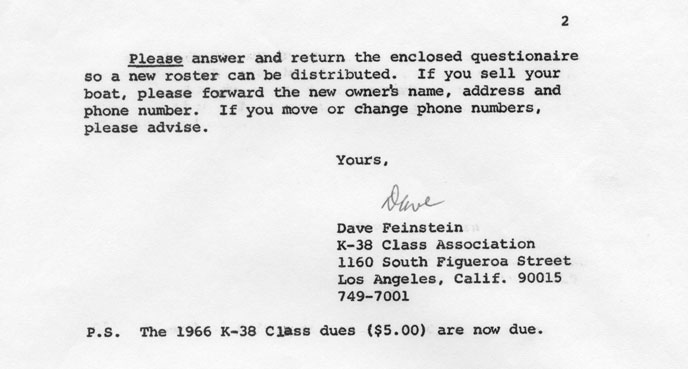 2
Please answer and return the enclosed questionaire
so a new roster can be distributed. If you sell your
boat, please forward the new owner's name, address and
phone number. If you move or change phone numbers,
please advise.
Yours,
Dave
Dave Feinstein
K-38 Class Association
1160 South Figueroa Street
Los Angeles, Calif. 90015
749-7001
P.S. The 1966 K-38 Class dues ($5.00) are now due.